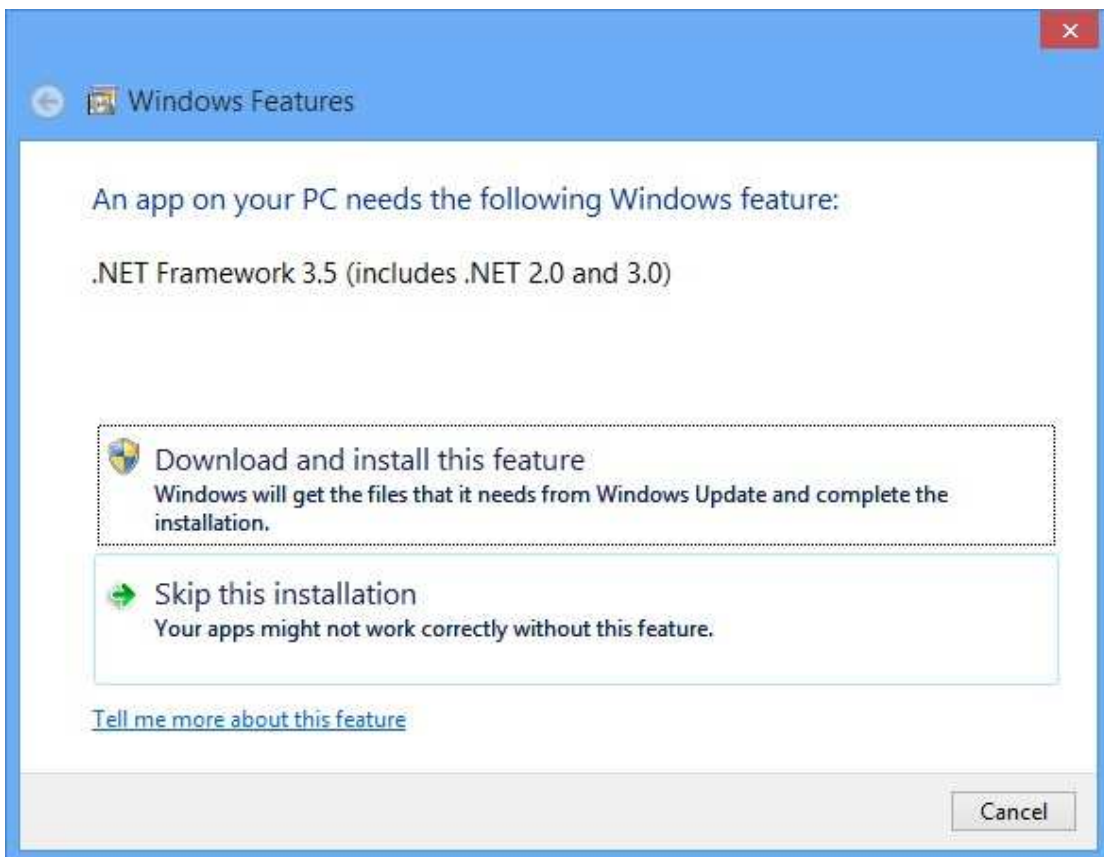 Windows Features
An app on your PC needs the following Windows feature:
.NET Framework 3.5 (includes .NET 2.0 and 3.0)
Download and install this feature
Windows will get the files that it needs from Windows Update and complete the
installation.
Skip this installation
Your apps might not work correctly without this feature.
Tell me more about this feature
Cancel